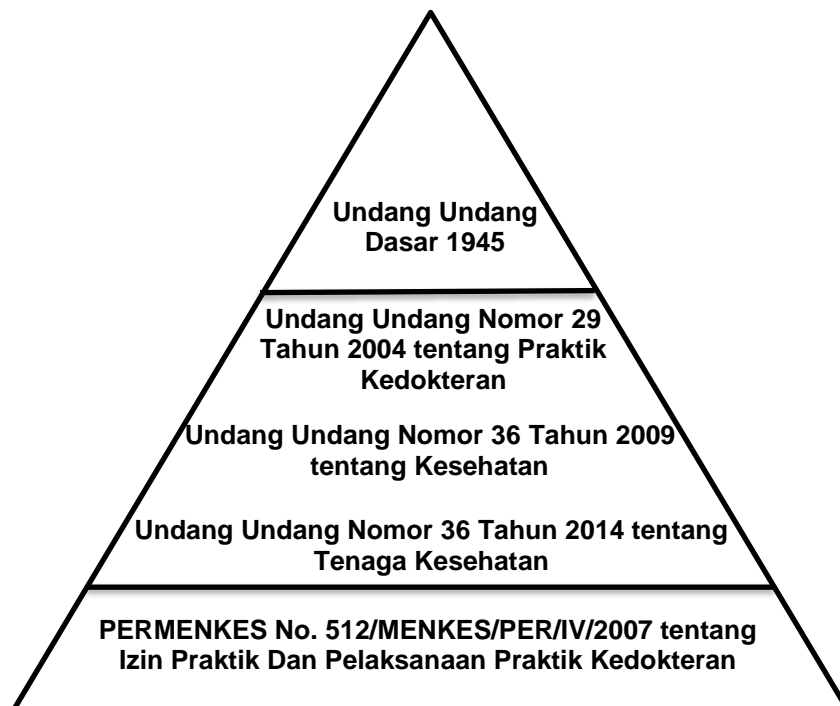 Undang Undang
Dasar 1945
Undang Undang Nomor 29
Tahun 2004 tentang Praktik
Kedokteran
Undang Undang Nomor 36 Tahun 2009
tentang Kesehatan
Undang Undang Nomor 36 Tahun 2014 tentang
Tenaga Kesehatan
PERMENKES No. 512/MENKES/PER/IV/2007 tentang
Izin Praktik Dan Pelaksanaan Praktik Kedokteran